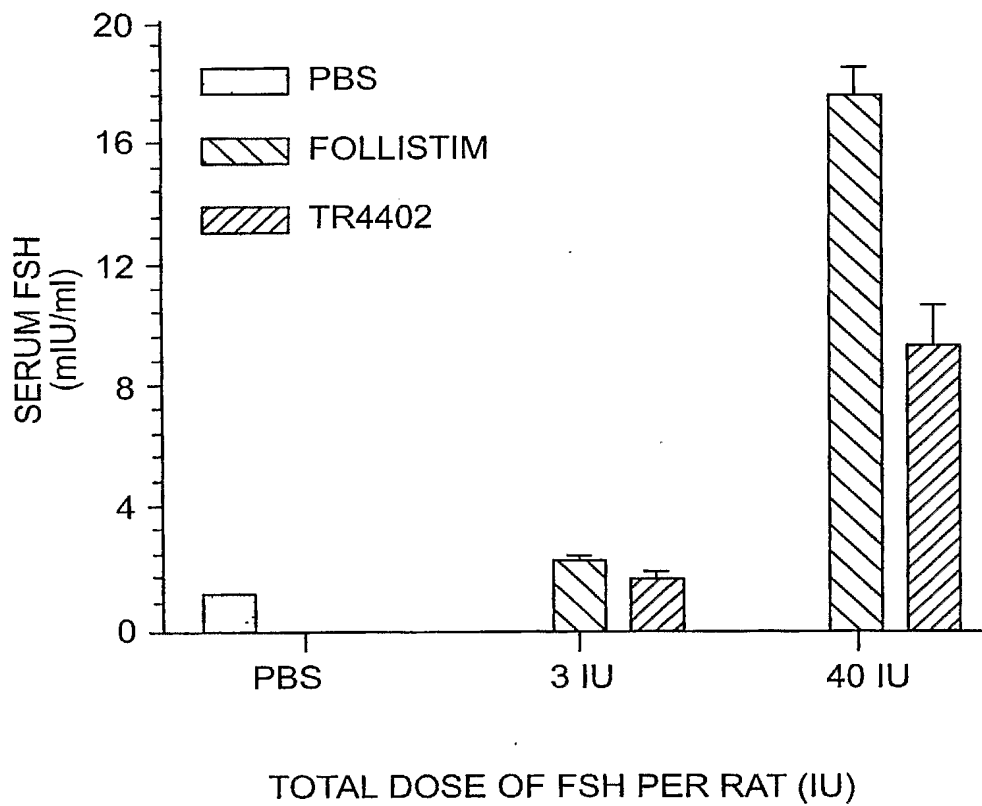 20
16
12
8
4
0
SERUM FSH
(mIU/ml)
PBS
FOLLISTIM
TR4402
PBS
3 IU
40 IU
TOTAL DOSE OF FSH PER RAT (IU)